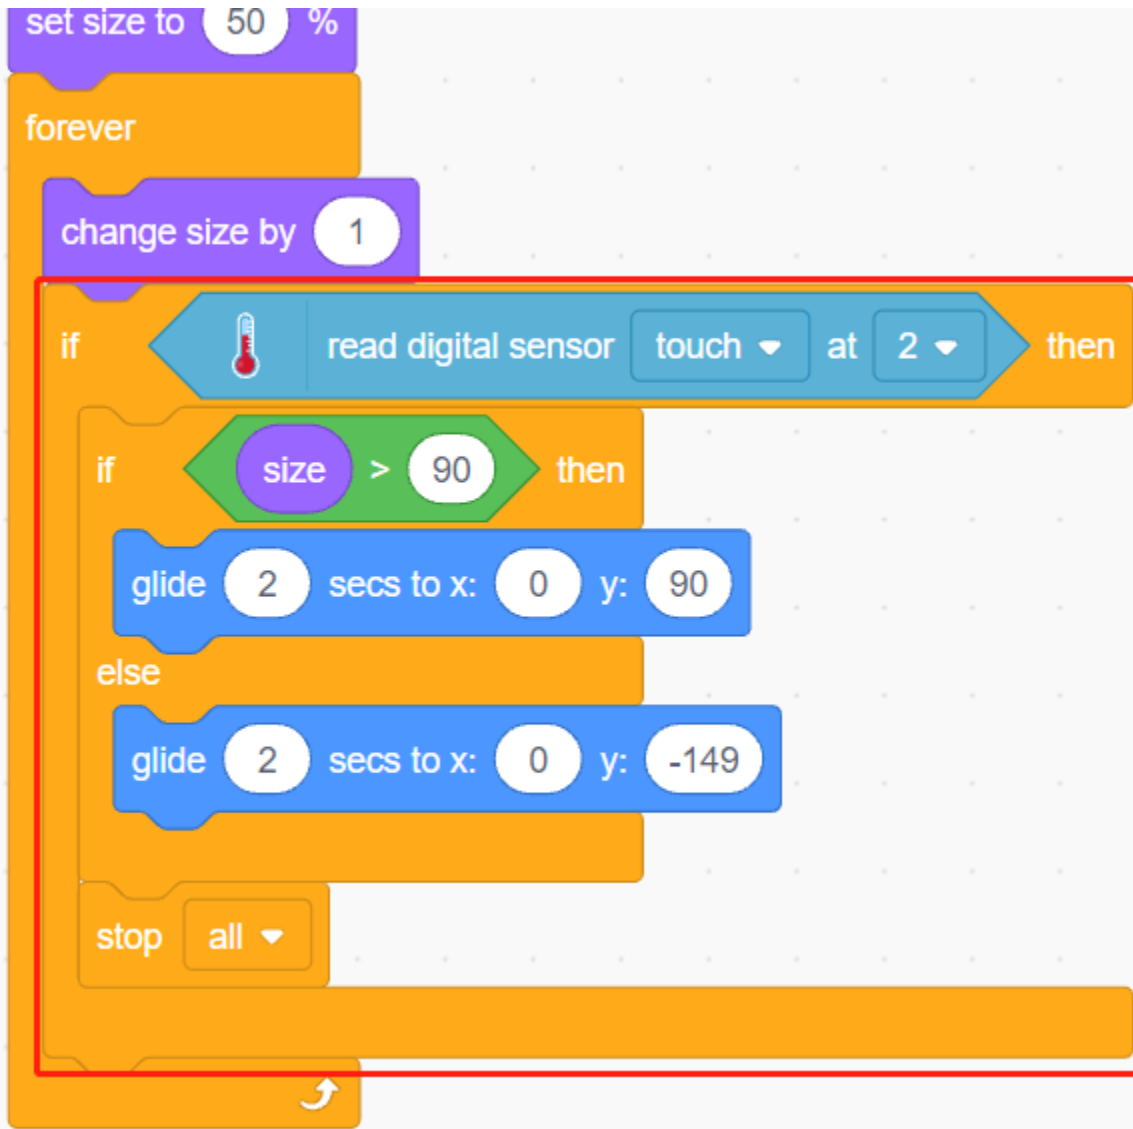 set size to 50 %
forever
change size by 1
if read digital sensor touch at 2 then
if size > 90 then
glide 2 secs to x: 0 y: 90
else
glide 2 secs to x: 0 y: -149
stop all